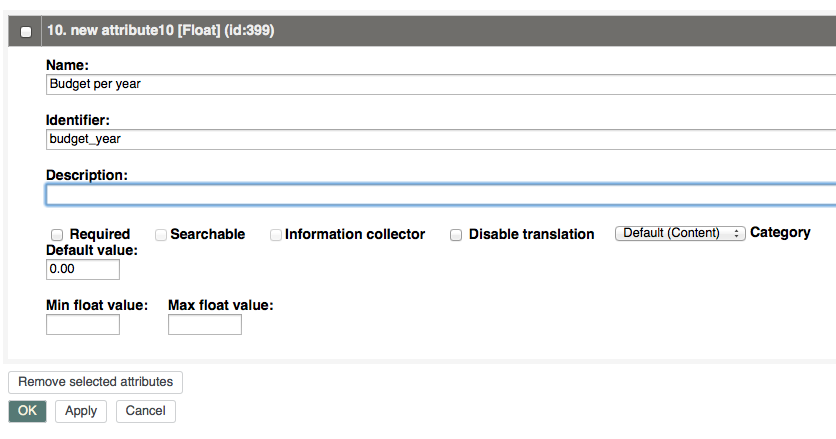 10. new attribute10 [Float] (id:399)
Name:
Budget per year
Identifier:
budget_year
Description:
Required Searchable Information collector Disable translation Default (Content) Category
Default value:
0.00
Min float value: Max float value:
Remove selected attributes
OK Apply Cancel